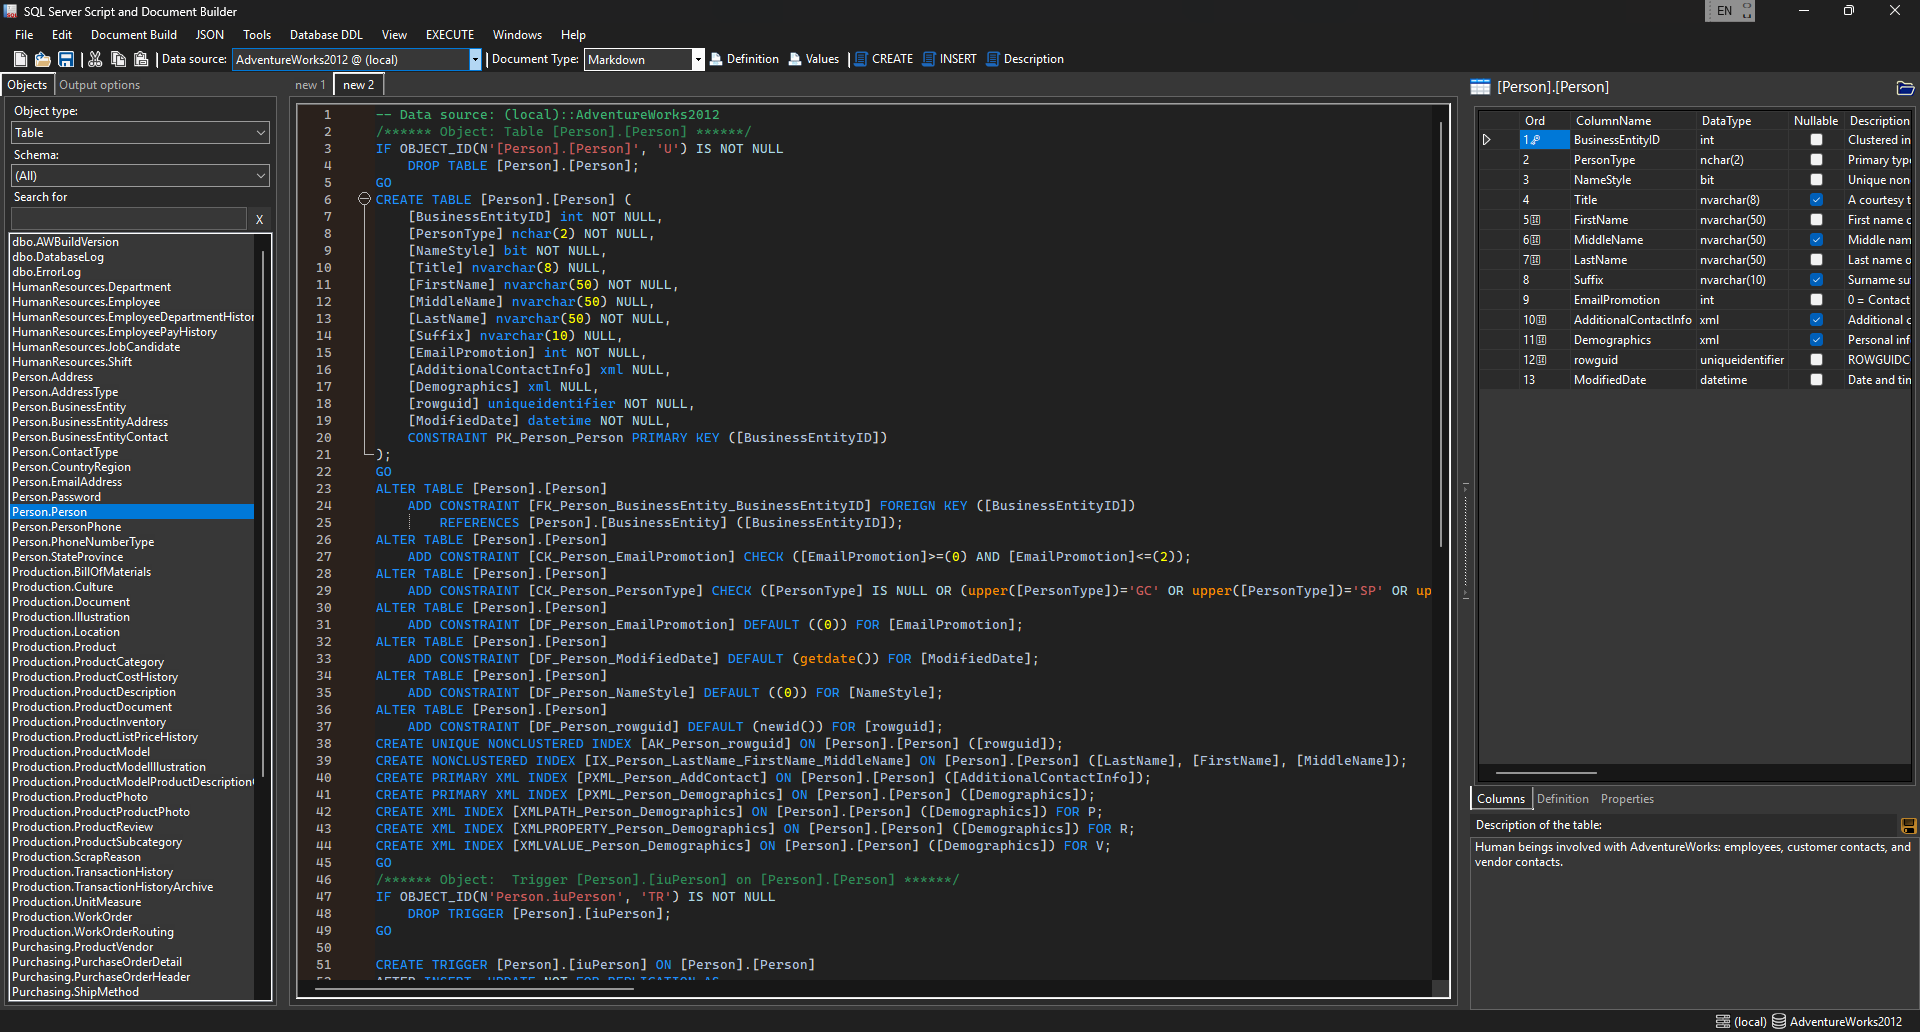 SQL Server Script and Document Builder
EN
File Edit Document Build JSON Tools Database DDL View EXECUTE Windows Help
Data source: AdventureWorks2012 @ (local) Document Type: Markdown Definition Values CREATE INSERT Description
Objects Output options
Object type:
Table
Schema:
(All)
Search for
X
dbo.AWBuildVersion
dbo.DatabaseLog
dbo.ErrorLog
HumanResources.Department
HumanResources.Employee
HumanResources.EmployeeDepartmentHistor
HumanResources.EmployeePayHistory
HumanResources.JobCandidate
HumanResources.Shift
Person.Address
Person.AddressType
Person.BusinessEntity
Person.BusinessEntityAddress
Person.BusinessEntityContact
Person.ContactType
Person.CountryRegion
Person.EmailAddress
Person.Password
Person.Person
Person.PersonPhone
Person.PhoneNumberType
Person.StateProvince
Production.BillOfMaterials
Production.Culture
Production.Document
Production.Illustration
Production.Location
Production.Product
Production.ProductCategory
Production.ProductCostHistory
Production.ProductDescription
Production.ProductDocument
Production.ProductInventory
Production.ProductListPriceHistory
Production.ProductModel
Production.ProductModelIllustration
Production.ProductModelProductDescription
Production.ProductPhoto
Production.ProductProductPhoto
Production.ProductReview
Production.ProductSubcategory
Production.ScrapReason
Production.TransactionHistory
Production.TransactionHistoryArchive
Production.UnitMeasure
Production.WorkOrder
Production.WorkOrderRouting
Purchasing.ProductVendor
Purchasing.PurchaseOrderDetail
Purchasing.PurchaseOrderHeader
Purchasing.ShipMethod
new 1 new 2
1 -- Data source: (local)::AdventureWorks2012
2 /****** Object: Table [Person].[Person] ******/
3 IF OBJECT_ID(N'[Person].[Person]', 'U') IS NOT NULL
4 DROP TABLE [Person].[Person];
5 GO
6 CREATE TABLE [Person].[Person] (
7 [BusinessEntityID] int NOT NULL,
8 [PersonType] nchar(2) NOT NULL,
9 [NameStyle] bit NOT NULL,
10 [Title] nvarchar(8) NULL,
11 [FirstName] nvarchar(50) NOT NULL,
12 [MiddleName] nvarchar(50) NULL,
13 [LastName] nvarchar(50) NOT NULL,
14 [Suffix] nvarchar(10) NULL,
15 [EmailPromotion] int NOT NULL,
16 [AdditionalContactInfo] xml NULL,
17 [Demographics] xml NULL,
18 [rowguid] uniqueidentifier NOT NULL,
19 [ModifiedDate] datetime NOT NULL,
20 CONSTRAINT PK_Person_Person PRIMARY KEY ([BusinessEntityID])
21 );
22 GO
23 ALTER TABLE [Person].[Person]
24 ADD CONSTRAINT [FK_Person_BusinessEntity_BusinessEntityID] FOREIGN KEY ([BusinessEntityID])
25 REFERENCES [Person].[BusinessEntity] ([BusinessEntityID]);
26 ALTER TABLE [Person].[Person]
27 ADD CONSTRAINT [CK_Person_EmailPromotion] CHECK ([EmailPromotion]>=(0) AND [EmailPromotion]<=(2));
28 ALTER TABLE [Person].[Person]
29 ADD CONSTRAINT [CK_Person_PersonType] CHECK ([PersonType] IS NULL OR (upper([PersonType])='GC' OR upper([PersonType])='SP' OR up
30 ALTER TABLE [Person].[Person]
31 ADD CONSTRAINT [DF_Person_EmailPromotion] DEFAULT ((0)) FOR [EmailPromotion];
32 ALTER TABLE [Person].[Person]
33 ADD CONSTRAINT [DF_Person_ModifiedDate] DEFAULT (getdate()) FOR [ModifiedDate];
34 ALTER TABLE [Person].[Person]
35 ADD CONSTRAINT [DF_Person_NameStyle] DEFAULT ((0)) FOR [NameStyle];
36 ALTER TABLE [Person].[Person]
37 ADD CONSTRAINT [DF_Person_rowguid] DEFAULT (newid()) FOR [rowguid];
38 CREATE UNIQUE NONCLUSTERED INDEX [AK_Person_rowguid] ON [Person].[Person] ([rowguid]);
39 CREATE NONCLUSTERED INDEX [IX_Person_LastName_FirstName_MiddleName] ON [Person].[Person] ([LastName], [FirstName], [MiddleName]);
40 CREATE PRIMARY XML INDEX [PXML_Person_AddContact] ON [Person].[Person] ([AdditionalContactInfo]);
41 CREATE PRIMARY XML INDEX [PXML_Person_Demographics] ON [Person].[Person] ([Demographics]);
42 CREATE XML INDEX [XMLPATH_Person_Demographics] ON [Person].[Person] ([Demographics]) FOR P;
43 CREATE XML INDEX [XMLPROPERTY_Person_Demographics] ON [Person].[Person] ([Demographics]) FOR R;
44 CREATE XML INDEX [XMLVALUE_Person_Demographics] ON [Person].[Person] ([Demographics]) FOR V;
45 GO
46 /****** Object:  Trigger [Person].[iuPerson] on [Person].[Person] ******/
47 IF OBJECT_ID(N'Person.iuPerson', 'TR') IS NOT NULL
48 DROP TRIGGER [Person].[iuPerson];
49 GO
50
51 CREATE TRIGGER [Person].[iuPerson] ON [Person].[Person]
52 AFTER INSERT, UPDATE NOT FOR REPLICATION AS
[Person].[Person]
Ord ColumnName DataType Nullable Description
1 BusinessEntityID int Clustered in
2 PersonType nchar(2) Primary typ
3 NameStyle bit Unique non
4 Title nvarchar(8) A courtesy t
5 FirstName nvarchar(50) First name o
6 MiddleName nvarchar(50) Middle nam
7 LastName nvarchar(50) Last name o
8 Suffix nvarchar(10) Surname su
9 EmailPromotion int 0 = Contact
10 AdditionalContactInfo xml Additional c
11 Demographics xml Personal inf
12 rowguid uniqueidentifier ROWGUIDC
13 ModifiedDate datetime Date and tin
Columns Definition Properties
Description of the table:
Human beings involved with AdventureWorks: employees, customer contacts, and
vendor contacts.
(local) AdventureWorks2012